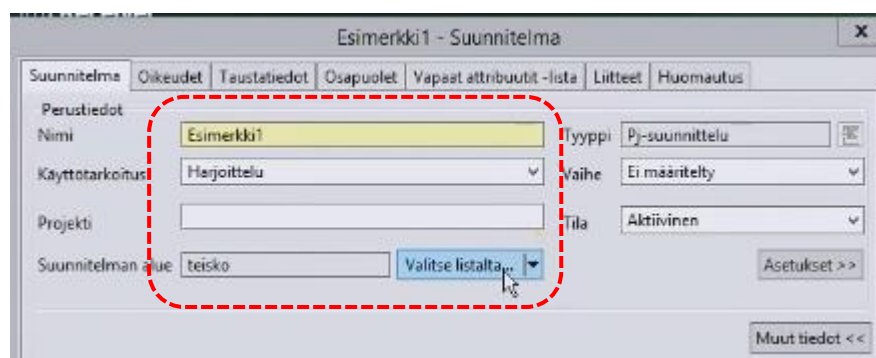 Esimerkki1 - Suunnitelma
x
Suunnitelma Oikeudet Taustatiedot Osapuolet Vapaat attribuutit -lista Liitteet Huomautus
Perustiedot
Nimi Esimerkki1 Tyyppi Pj-suunnittelu
Käyttötarkoitus Harjoittelu Vaihe Ei määritelty
Projekti Tila Aktiivinen
Suunnitelman alue teisko Valitse listalta... Asetukset >>
Muut tiedot <<